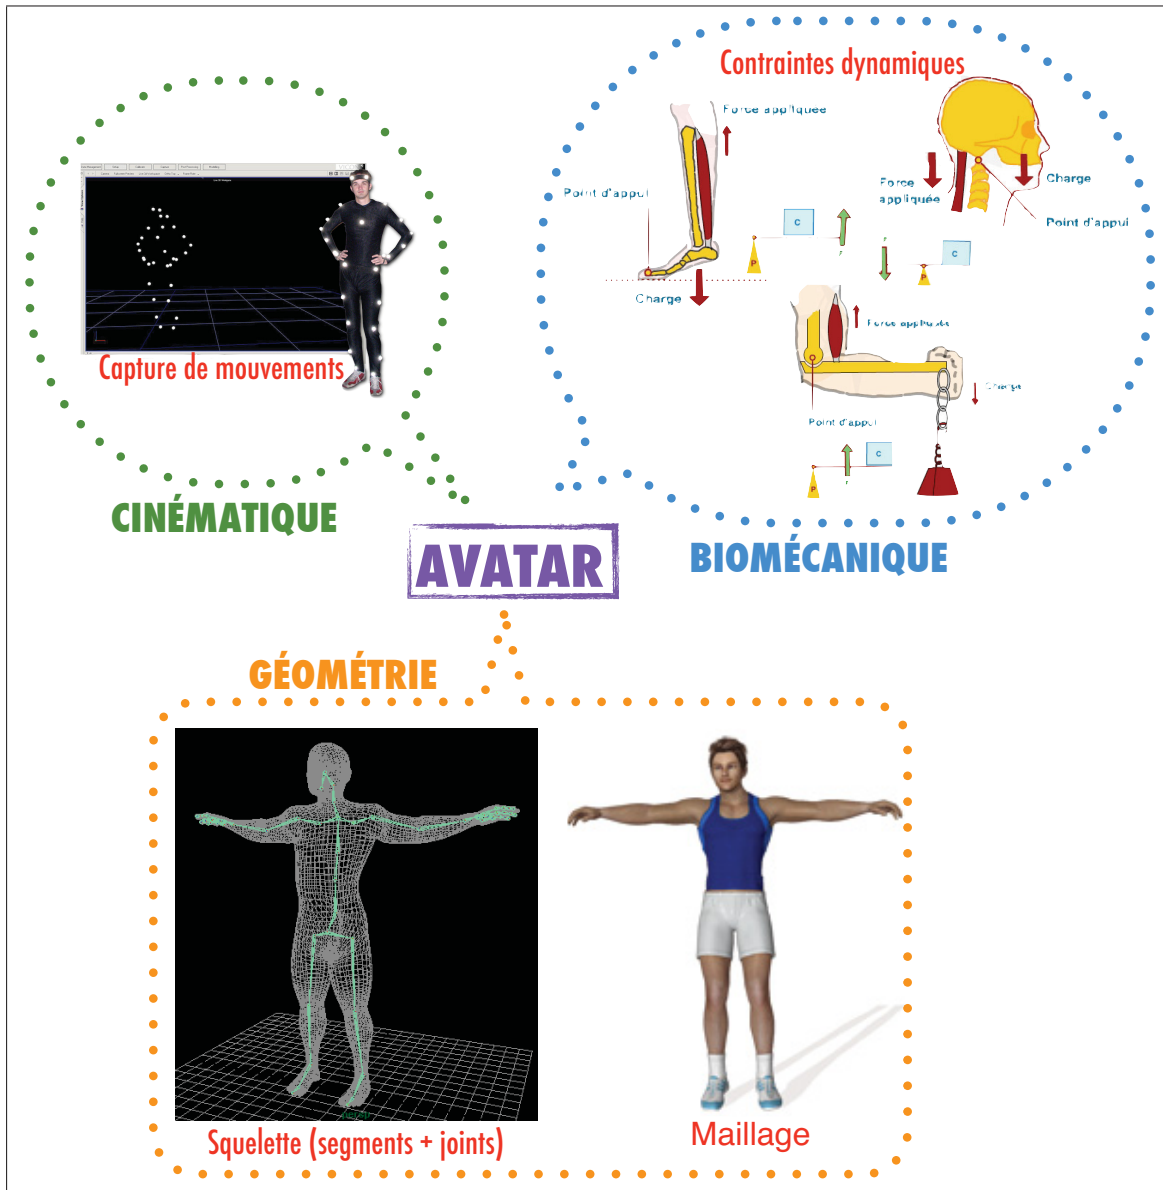 Contraintes dynamiques
Force appliquée
Point d'appui
Charge
C
F
P
Force
appliquée
Charge
Point d'appui
F
C
P
Force appliquée
Charge
Point d'appui
C
F
P
Capture de mouvements
CINÉMATIQUE
BIOMÉCANIQUE
AVATAR
GÉOMÉTRIE
persp
Squelette (segments + joints)
Maillage